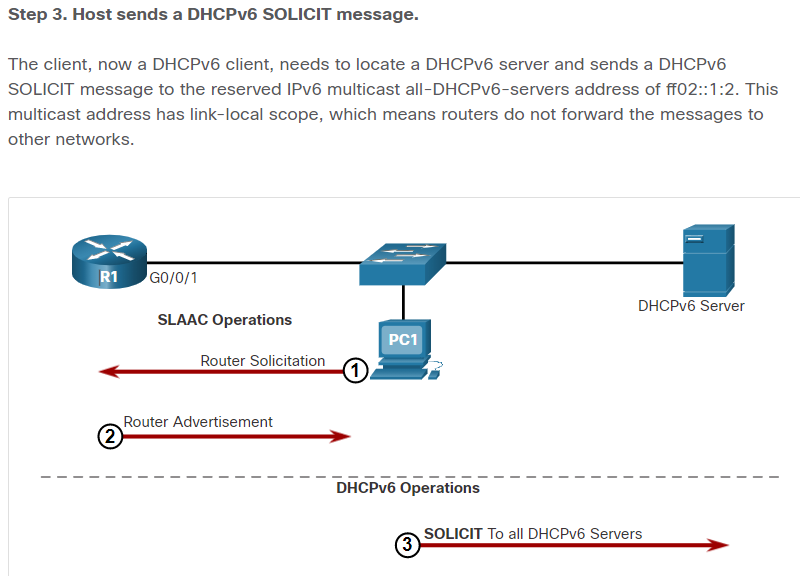 Step 3. Host sends a DHCPv6 SOLICIT message.
The client, now a DHCPv6 client, needs to locate a DHCPv6 server and sends a DHCPv6
SOLICIT message to the reserved IPv6 multicast all-DHCPv6-servers address of ff02::1:2. This
multicast address has link-local scope, which means routers do not forward the messages to
other networks.
R1
G0/0/1
DHCPv6 Server
SLAAC Operations
PC1
Router Solicitation
1
Router Advertisement
2
DHCPv6 Operations
SOLICIT To all DHCPv6 Servers
3